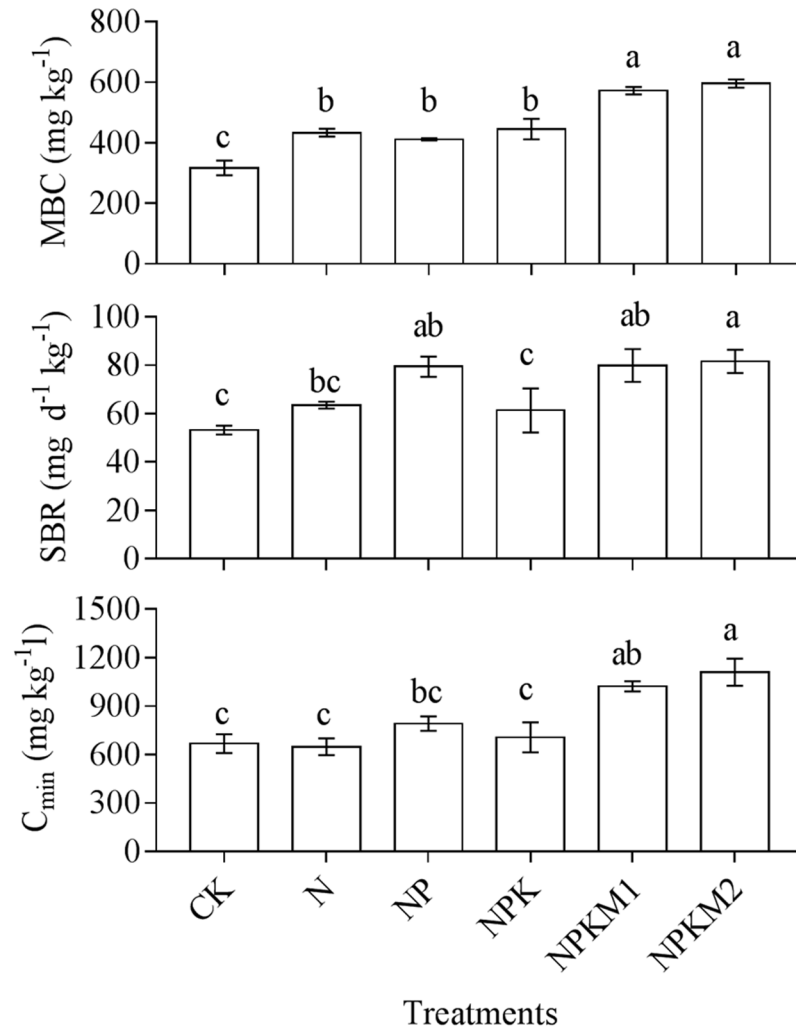 MBC (mg kg⁻¹)
800
600
400
200
0
c
b
b
b
a
a
SBR (mg d⁻¹ kg⁻¹)
100
80
60
40
20
0
c
bc
ab
c
ab
a
Cmin (mg kg⁻¹l)
1500
1200
900
600
300
0
c
c
bc
c
ab
a
CK
N
NP
NPK
NPKM1
NPKM2
Treatments